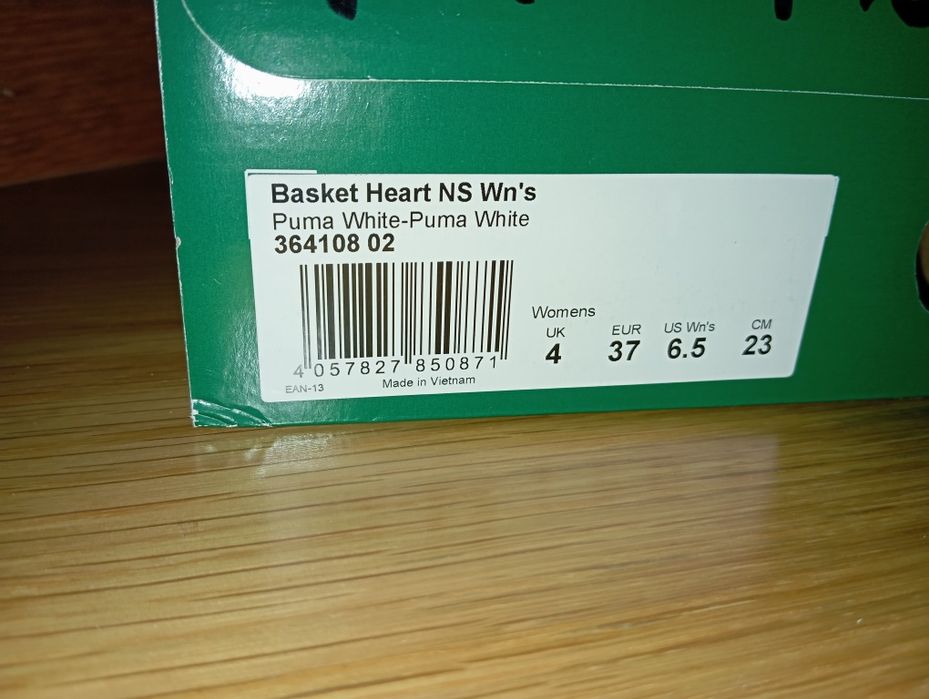 Basket Heart NS Wn's
Puma White-Puma White
364108 02
4 057827 850871
EAN-13
Made in Vietnam
Womens
UK EUR US Wn's CM
4 37 6.5 23